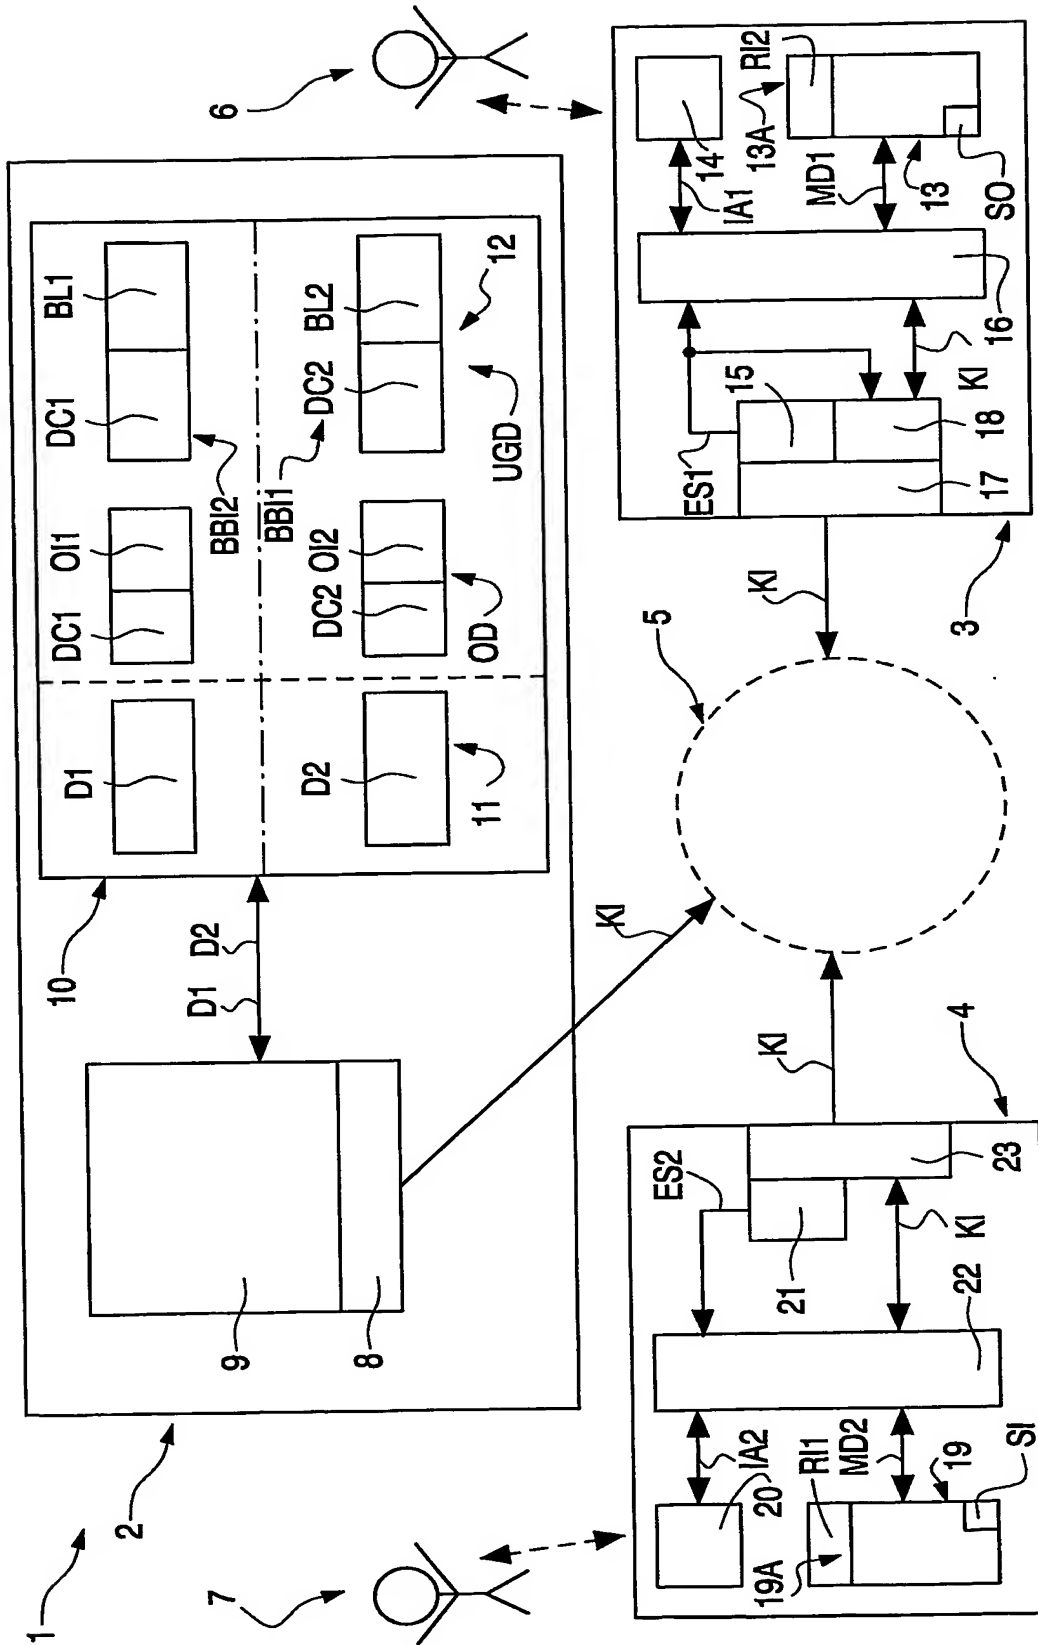 1
2
7
6
10
D1
DC1
OI1
DC1
BL1
BBI2
D1
D2
BBI1
D2
DC2
OI2
DC2
BL2
11
OD
UGD
12
9
8
KI
5
KI
KI
4
3
20
IA2
19A
RI1
MD2
19
SI
22
ES2
21
KI
23
ES1
15
17
18
KI
16
14
IA1
13A
RI2
MD1
13
SO